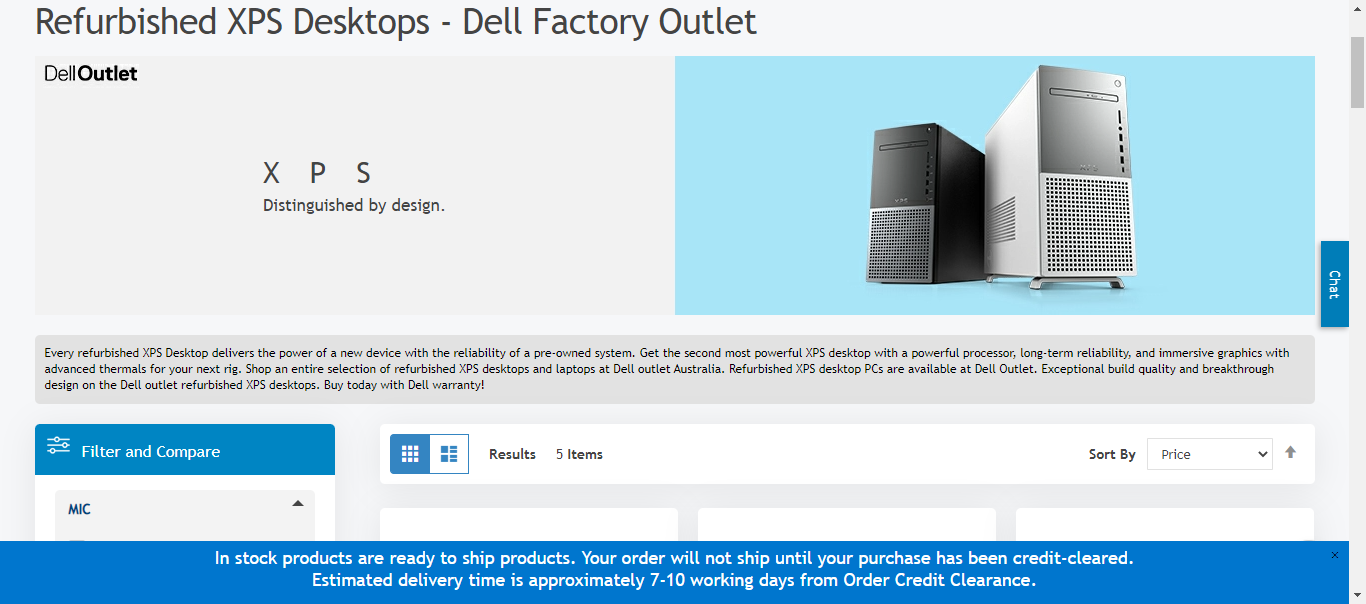 Refurbished XPS Desktops - Dell Factory Outlet
DellOutlet
X P S
Distinguished by design.
XPS
XPS
Chat
Every refurbished XPS Desktop delivers the power of a new device with the reliability of a pre-owned system. Get the second most powerful XPS desktop with a powerful processor, long-term reliability, and immersive graphics with
advanced thermals for your next rig. Shop an entire selection of refurbished XPS desktops and laptops at Dell outlet Australia. Refurbished XPS desktop PCs are available at Dell Outlet. Exceptional build quality and breakthrough
design on the Dell outlet refurbished XPS desktops. Buy today with Dell warranty!
Filter and Compare
Results 5 Items
Sort By Price
MIC
In stock products are ready to ship products. Your order will not ship until your purchase has been credit-cleared.
Estimated delivery time is approximately 7-10 working days from Order Credit Clearance.